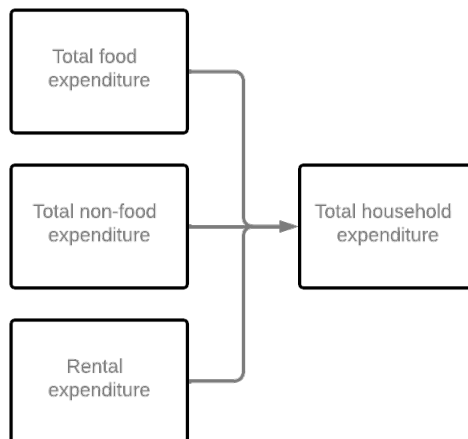 Total food
expenditure
Total non-food
expenditure
Total household
expenditure
Rental
expenditure